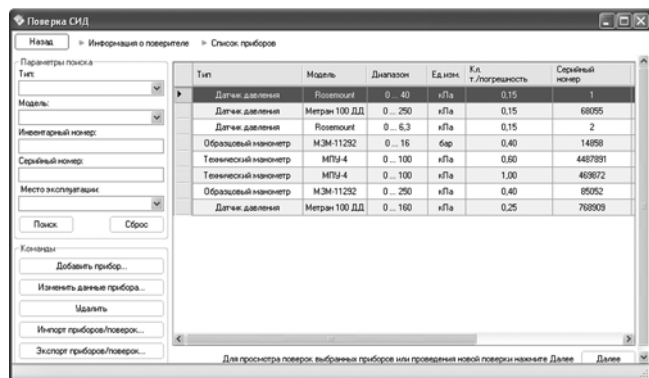 Поверка СИД
Назад
Информация о поверителе
Список приборов
Параметры поиска
Тип:
Модель:
Инвентарный номер:
Серийный номер:
Место эксплуатации:
Поиск
Сброс
Команды
Добавить прибор...
Изменить данные прибора...
Удалить
Импорт приборов/поверок...
Экспорт приборов/поверок...
Тип Модель Диапазон Ед.изм. Кл. т./погрешность Серийный номер
Датчик давления Rosemount 0 ... 40 кПа 0,15 1
Датчик давления Метран 100 ДД 0 ... 250 кПа 0,15 68055
Датчик давления Rosemount 0 ... 6,3 кПа 0,15 2
Образцовый манометр МЗМ-11292 0 ... 16 бар 0,40 14858
Технический манометр МПУ-4 0 ... 100 кПа 0,60 4487891
Технический манометр МПУ-4 0 ... 100 кПа 1,00 469872
Образцовый манометр МЗМ-11292 0 ... 250 кПа 0,40 85052
Датчик давления Метран 100 ДД 0 ... 160 кПа 0,25 768909
Для просмотра поверок выбранных приборов или проведения новой поверки нажмите Далее
Далее